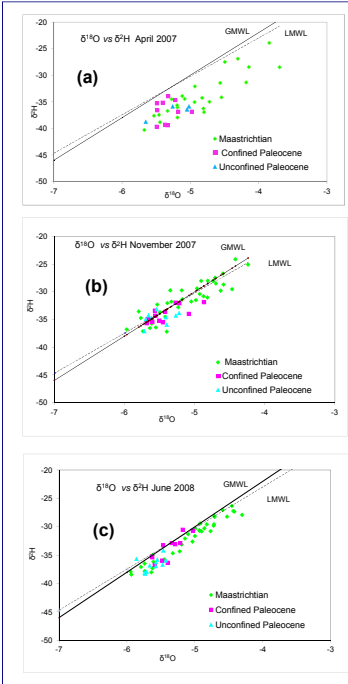 δ¹⁸O vs δ²H April 2007
GMWL
LMWL
(a)
-20
-25
-30
-35
-40
-45
-50
δ²H
Maastrichtian
Confined Paleocene
Unconfined Paleocene
-7
-6
-5
-4
-3
δ¹⁸O
δ¹⁸O vs δ²H November 2007
GMWL
LMWL
(b)
-20
-25
-30
-35
-40
-45
-50
δ²H
Maastrichtian
Confined Paleocene
Unconfined Paleocene
-7
-6
-5
-4
-3
δ¹⁸O
δ¹⁸O vs δ²H June 2008
GMWL
LMWL
(c)
-20
-25
-30
-35
-40
-45
-50
δ²H
Maastrichtian
Confined Paleocene
Unconfined Paleocene
-7
-6
-5
-4
-3
δ¹⁸O